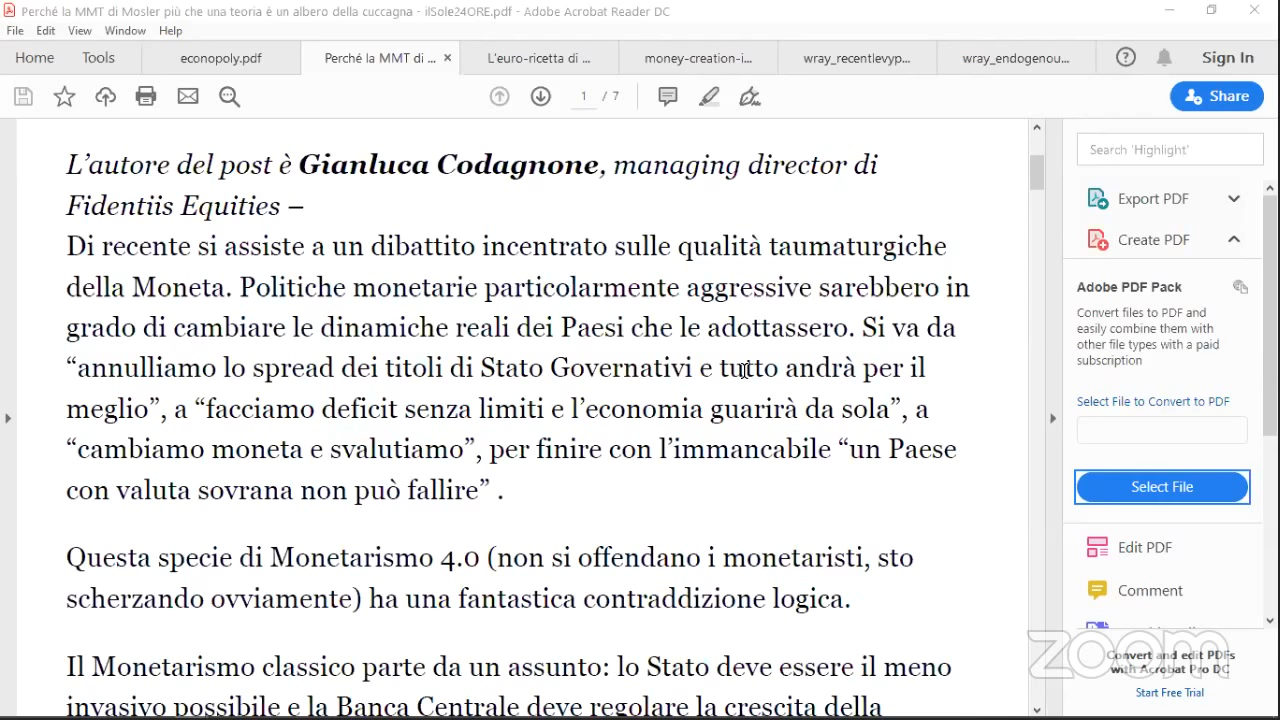 Perché la MMT di Mosler più che una teoria è un albero della cuccagna - ilSole24ORE.pdf - Adobe Acrobat Reader DC
File Edit View Window Help
Home Tools econopoly.pdf Perché la MMT di ... × L'euro-ricetta di ... money-creation-i... wray_recentlevyp... wray_endogenou... Sign In
1 / 7 Share
L'autore del post è Gianluca Codagnone, managing director di
Fidentiis Equities –
Di recente si assiste a un dibattito incentrato sulle qualità taumaturgiche
della Moneta. Politiche monetarie particolarmente aggressive sarebbero in
grado di cambiare le dinamiche reali dei Paesi che le adottassero. Si va da
“annulliamo lo spread dei titoli di Stato Governativi e tutto andrà per il
meglio”, a “facciamo deficit senza limiti e l'economia guarirà da sola”, a
“cambiamo moneta e svalutiamo”, per finire con l'immancabile “un Paese
con valuta sovrana non può fallire” .
Questa specie di Monetarismo 4.0 (non si offendano i monetaristi, sto
scherzando ovviamente) ha una fantastica contraddizione logica.
Il Monetarismo classico parte da un assunto: lo Stato deve essere il meno
invasivo possibile e la Banca Centrale deve regolare la crescita della
Search 'Highlight'
Export PDF
Create PDF
Adobe PDF Pack
Convert files to PDF and
easily combine them with
other file types with a paid
subscription
Select File to Convert to PDF
Select File
Edit PDF
Comment
zoom
Convert and edit PDFs
with Acrobat Pro DC
Start Free Trial